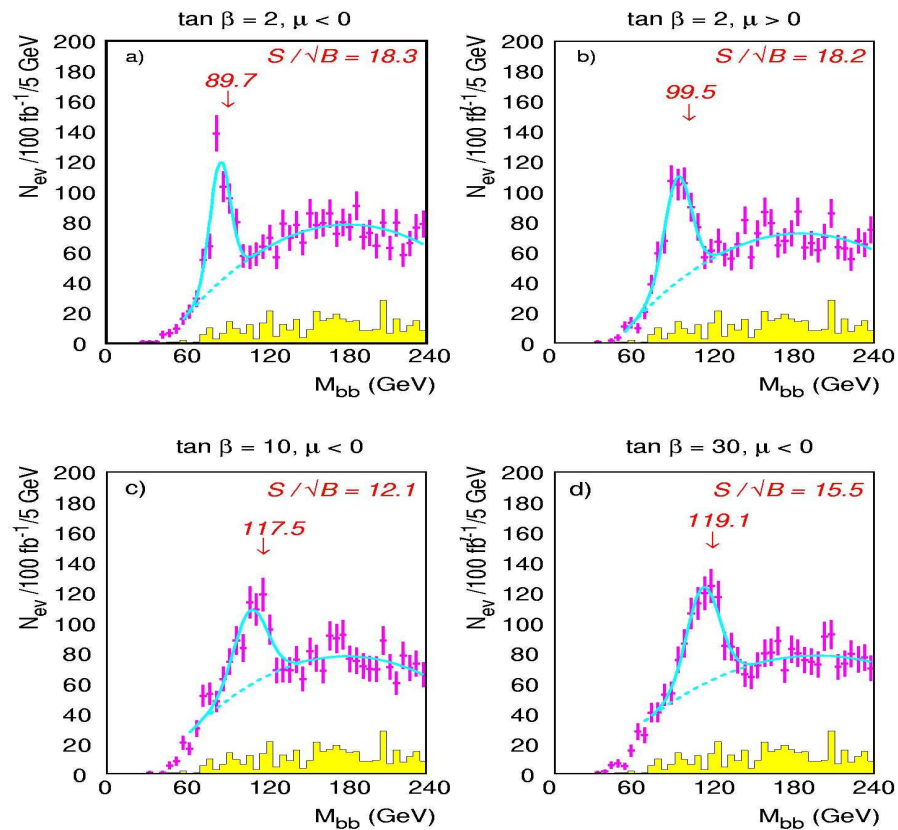 tan β = 2, μ < 0
N_ev /100 fb⁻¹/5 GeV
200
180
160
140
120
100
80
60
40
20
0
a)
S / √B = 18.3
89.7
↓
0 60 120 180 240
M_bb (GeV)
tan β = 2, μ > 0
N_ev /100 fb⁻¹/5 GeV
200
180
160
140
120
100
80
60
40
20
0
b)
S / √B = 18.2
99.5
↓
60 120 180 240
M_bb (GeV)
tan β = 10, μ < 0
N_ev /100 fb⁻¹/5 GeV
200
180
160
140
120
100
80
60
40
20
0
c)
S / √B = 12.1
117.5
↓
0 60 120 180 240
M_bb (GeV)
tan β = 30, μ < 0
N_ev /100 fb⁻¹/5 GeV
200
180
160
140
120
100
80
60
40
20
0
d)
S / √B = 15.5
119.1
↓
60 120 180 240
M_bb (GeV)